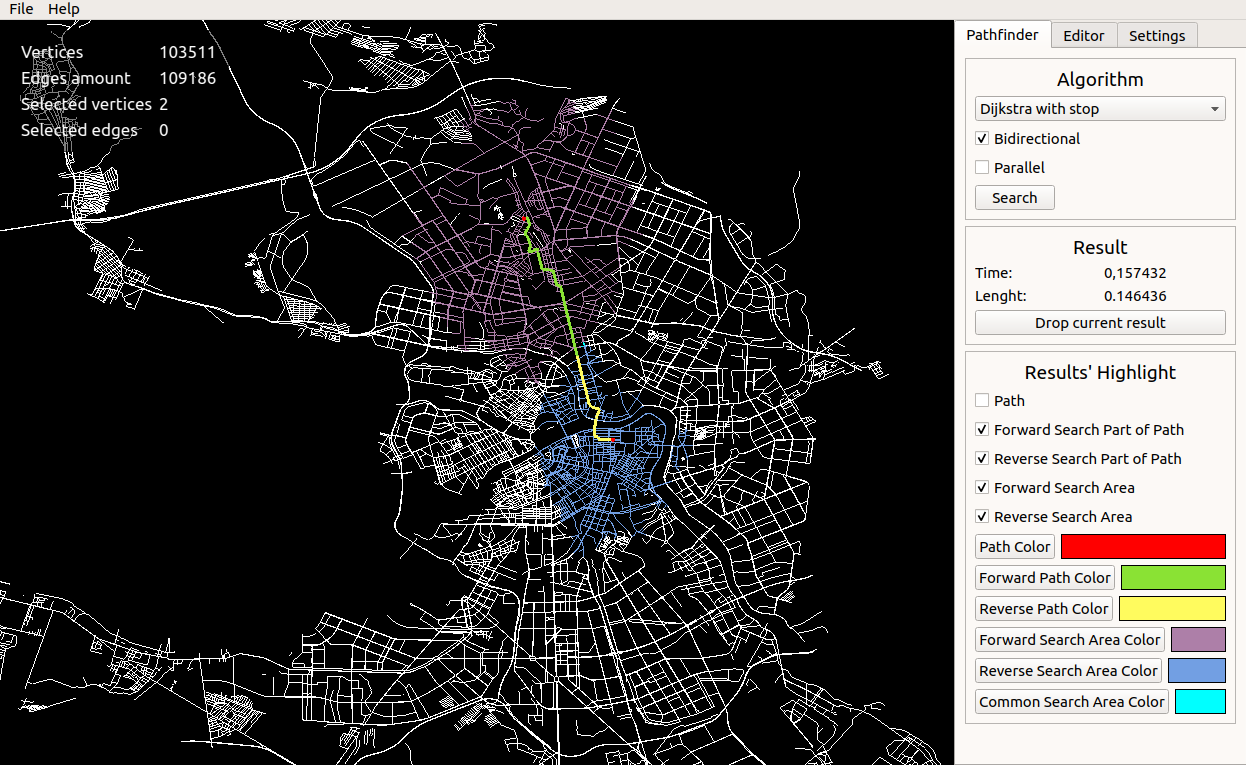 File Help
Vertices 103511
Edges amount 109186
Selected vertices 2
Selected edges 0
Pathfinder Editor Settings
Algorithm
Dijkstra with stop
Bidirectional
Parallel
Search
Result
Time: 0,157432
Lenght: 0.146436
Drop current result
Results' Highlight
Path
Forward Search Part of Path
Reverse Search Part of Path
Forward Search Area
Reverse Search Area
Path Color
Forward Path Color
Reverse Path Color
Forward Search Area Color
Reverse Search Area Color
Common Search Area Color